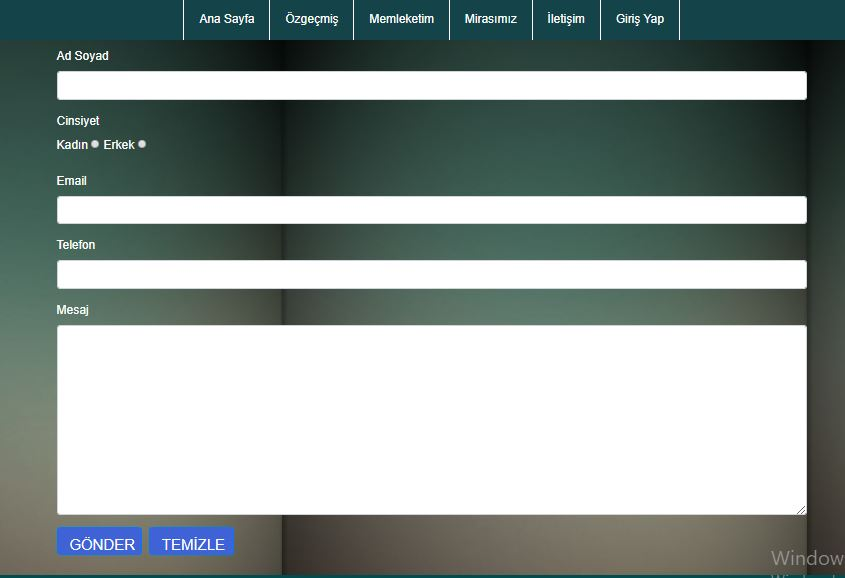 Ana Sayfa Özgeçmiş Memleketim Mirasımız İletişim Giriş Yap
Ad Soyad
Cinsiyet
Kadın Erkek
Email
Telefon
Mesaj
GÖNDER TEMİZLE
Window